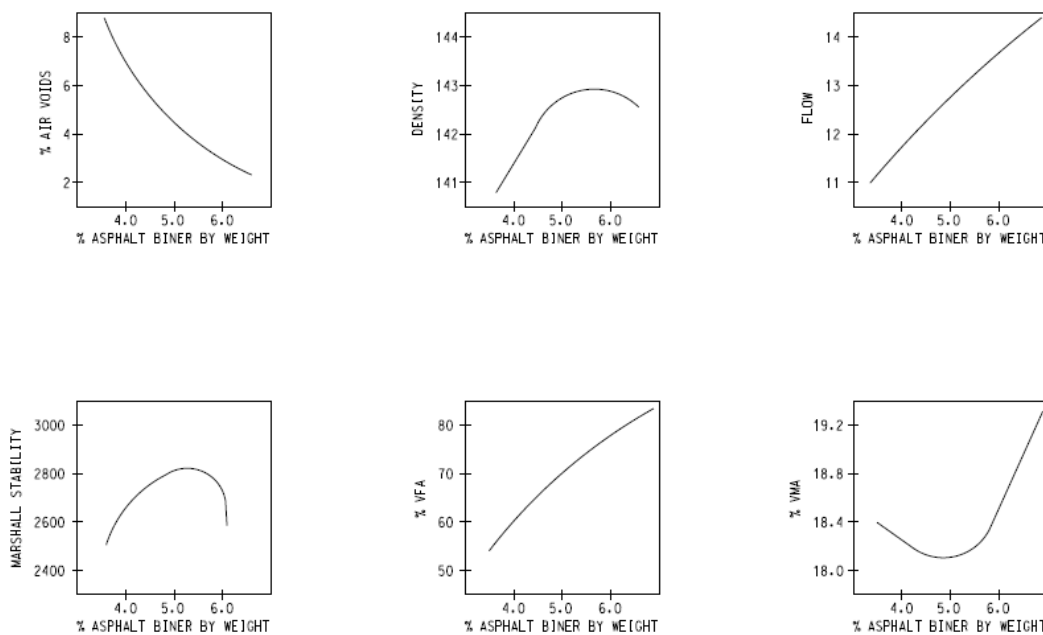 % AIR VOIDS
8
6
4
2
4.0 5.0 6.0
% ASPHALT BINER BY WEIGHT
DENSITY
144
143
142
141
4.0 5.0 6.0
% ASPHALT BINER BY WEIGHT
FLOW
14
13
12
11
4.0 5.0 6.0
% ASPHALT BINER BY WEIGHT
MARSHALL STABILITY
3000
2800
2600
2400
4.0 5.0 6.0
% ASPHALT BINER BY WEIGHT
% VFA
80
70
60
50
4.0 5.0 6.0
% ASPHALT BINER BY WEIGHT
% VMA
19.2
18.8
18.4
18.0
4.0 5.0 6.0
% ASPHALT BINER BY WEIGHT